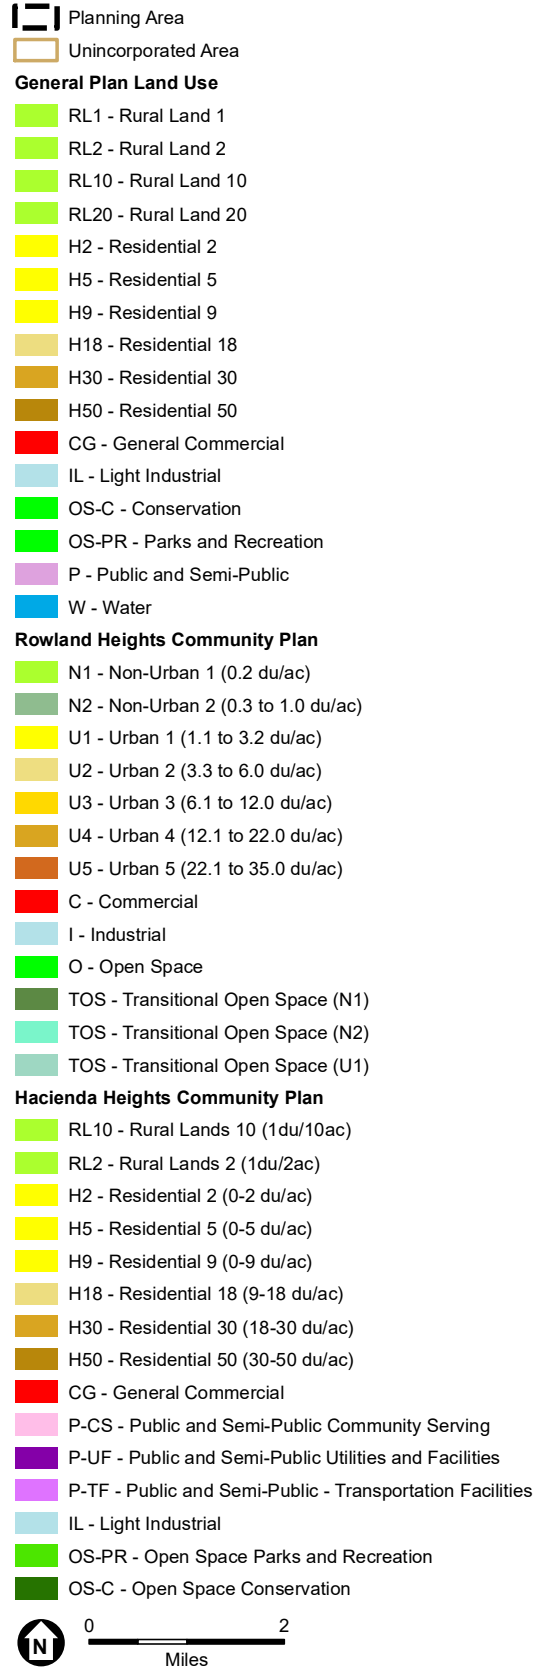 Planning Area
Unincorporated Area
General Plan Land Use
RL1 - Rural Land 1
RL2 - Rural Land 2
RL10 - Rural Land 10
RL20 - Rural Land 20
H2 - Residential 2
H5 - Residential 5
H9 - Residential 9
H18 - Residential 18
H30 - Residential 30
H50 - Residential 50
CG - General Commercial
IL - Light Industrial
OS-C - Conservation
OS-PR - Parks and Recreation
P - Public and Semi-Public
W - Water
Rowland Heights Community Plan
N1 - Non-Urban 1 (0.2 du/ac)
N2 - Non-Urban 2 (0.3 to 1.0 du/ac)
U1 - Urban 1 (1.1 to 3.2 du/ac)
U2 - Urban 2 (3.3 to 6.0 du/ac)
U3 - Urban 3 (6.1 to 12.0 du/ac)
U4 - Urban 4 (12.1 to 22.0 du/ac)
U5 - Urban 5 (22.1 to 35.0 du/ac)
C - Commercial
I - Industrial
O - Open Space
TOS - Transitional Open Space (N1)
TOS - Transitional Open Space (N2)
TOS - Transitional Open Space (U1)
Hacienda Heights Community Plan
RL10 - Rural Lands 10 (1du/10ac)
RL2 - Rural Lands 2 (1du/2ac)
H2 - Residential 2 (0-2 du/ac)
H5 - Residential 5 (0-5 du/ac)
H9 - Residential 9 (0-9 du/ac)
H18 - Residential 18 (9-18 du/ac)
H30 - Residential 30 (18-30 du/ac)
H50 - Residential 50 (30-50 du/ac)
CG - General Commercial
P-CS - Public and Semi-Public Community Serving
P-UF - Public and Semi-Public Utilities and Facilities
P-TF - Public and Semi-Public - Transportation Facilities
IL - Light Industrial
OS-PR - Open Space Parks and Recreation
OS-C - Open Space Conservation
0 2
N
Miles